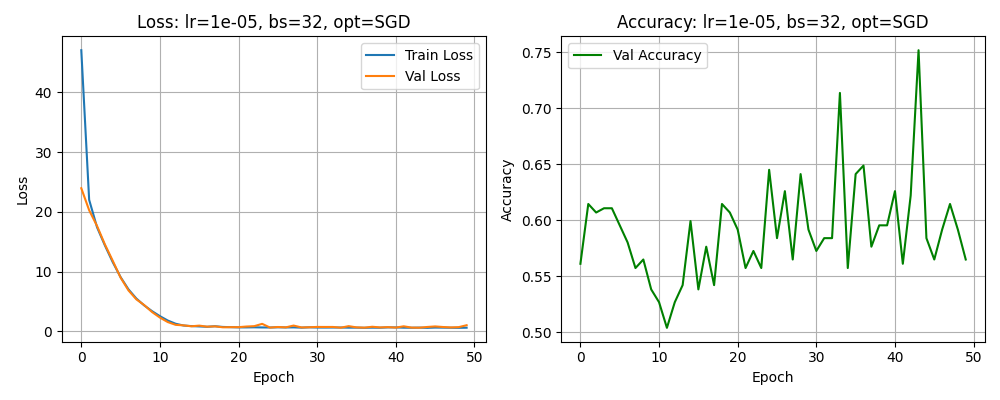 Loss: lr=1e-05, bs=32, opt=SGD
Train Loss
Val Loss
Loss
40
30
20
10
0
0 10 20 30 40 50
Epoch
Accuracy: lr=1e-05, bs=32, opt=SGD
Val Accuracy
Accuracy
0.75
0.70
0.65
0.60
0.55
0.50
0 10 20 30 40 50
Epoch